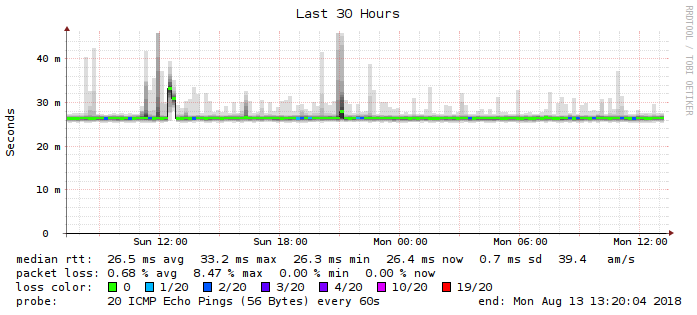 Last 30 Hours
RRDTOOL / TOBI OETIKER
Seconds
40 m
30 m
20 m
10 m
0
Sun 12:00 Sun 18:00 Mon 00:00 Mon 06:00 Mon 12:00
median rtt: 26.5 ms avg 33.2 ms max 26.3 ms min 26.4 ms now 0.7 ms sd 39.4 am/s
packet loss: 0.68 % avg 8.47 % max 0.00 % min 0.00 % now
loss color: 0 1/20 2/20 3/20 4/20 10/20 19/20
probe: 20 ICMP Echo Pings (56 Bytes) every 60s end: Mon Aug 13 13:20:04 2018